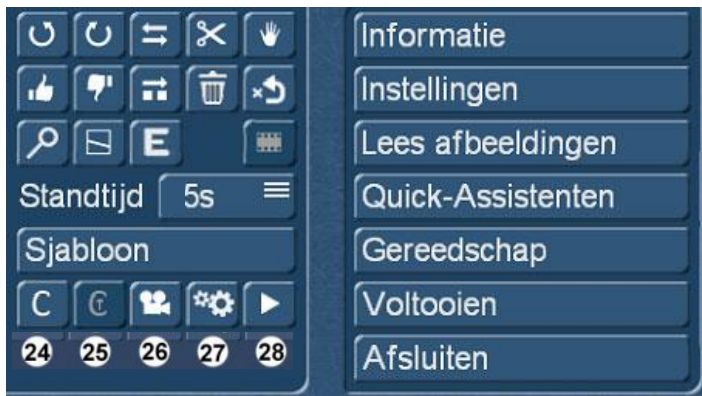 Informatie
Instellingen
E
Lees afbeeldingen
Standtijd 5s
Quick-Assistenten
Sjabloon
Gereedschap
C
Voltooien
24 25 26 27 28
Afsluiten